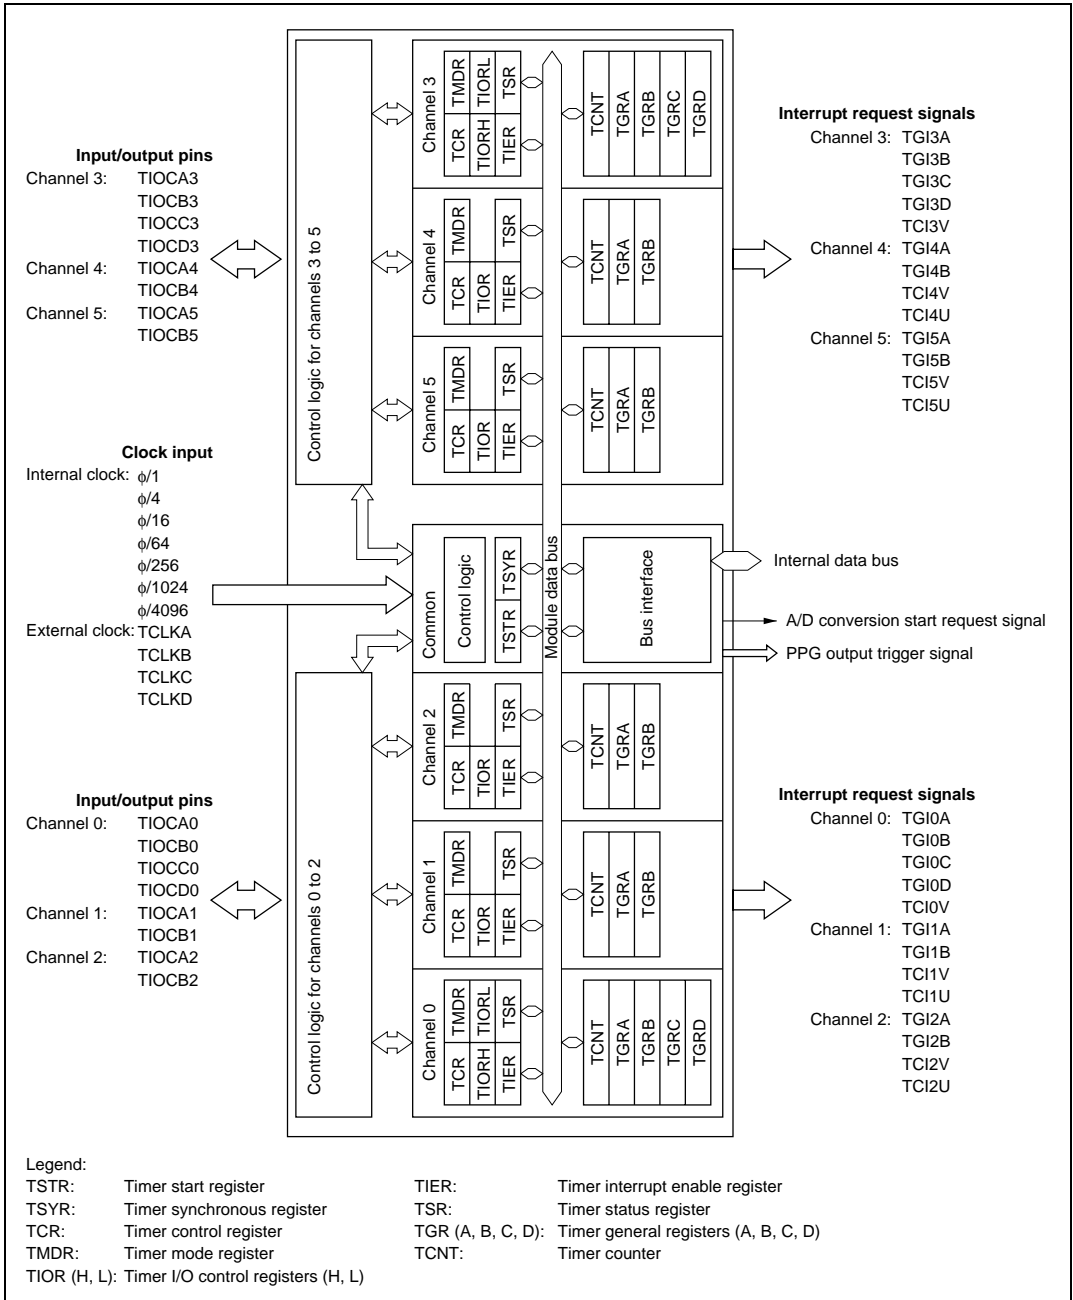 Input/output pins
Channel 3: TIOCA3
TIOCB3
TIOCC3
TIOCD3
Channel 4: TIOCA4
TIOCB4
Channel 5: TIOCA5
TIOCB5
Clock input
Internal clock: ϕ/1
ϕ/4
ϕ/16
ϕ/64
ϕ/256
ϕ/1024
ϕ/4096
External clock: TCLKA
TCLKB
TCLKC
TCLKD
Input/output pins
Channel 0: TIOCA0
TIOCB0
TIOCC0
TIOCD0
Channel 1: TIOCA1
TIOCB1
Channel 2: TIOCA2
TIOCB2
Control logic for channels 3 to 5
Control logic for channels 0 to 2
Channel 3
TCR TMDR
TIORH TIORL
TIER TSR
TCNT
TGRA
TGRB
TGRC
TGRD
Channel 4
TCR TMDR
TIOR
TIER TSR
TCNT
TGRA
TGRB
Channel 5
TCR TMDR
TIOR
TIER TSR
TCNT
TGRA
TGRB
Common
Control logic
TSTR TSYR
Module data bus
Bus interface
Channel 2
TCR TMDR
TIOR
TIER TSR
TCNT
TGRA
TGRB
Channel 1
TCR TMDR
TIOR
TIER TSR
TCNT
TGRA
TGRB
Channel 0
TCR TMDR
TIORH TIORL
TIER TSR
TCNT
TGRA
TGRB
TGRC
TGRD
Interrupt request signals
Channel 3: TGI3A
TGI3B
TGI3C
TGI3D
TCI3V
Channel 4: TGI4A
TGI4B
TCI4V
TCI4U
Channel 5: TGI5A
TGI5B
TCI5V
TCI5U
Internal data bus
A/D conversion start request signal
PPG output trigger signal
Interrupt request signals
Channel 0: TGI0A
TGI0B
TGI0C
TGI0D
TCI0V
Channel 1: TGI1A
TGI1B
TCI1V
TCI1U
Channel 2: TGI2A
TGI2B
TCI2V
TCI2U
Legend:
TSTR: Timer start register
TSYR: Timer synchronous register
TCR: Timer control register
TMDR: Timer mode register
TIOR (H, L): Timer I/O control registers (H, L)
TIER: Timer interrupt enable register
TSR: Timer status register
TGR (A, B, C, D): Timer general registers (A, B, C, D)
TCNT: Timer counter